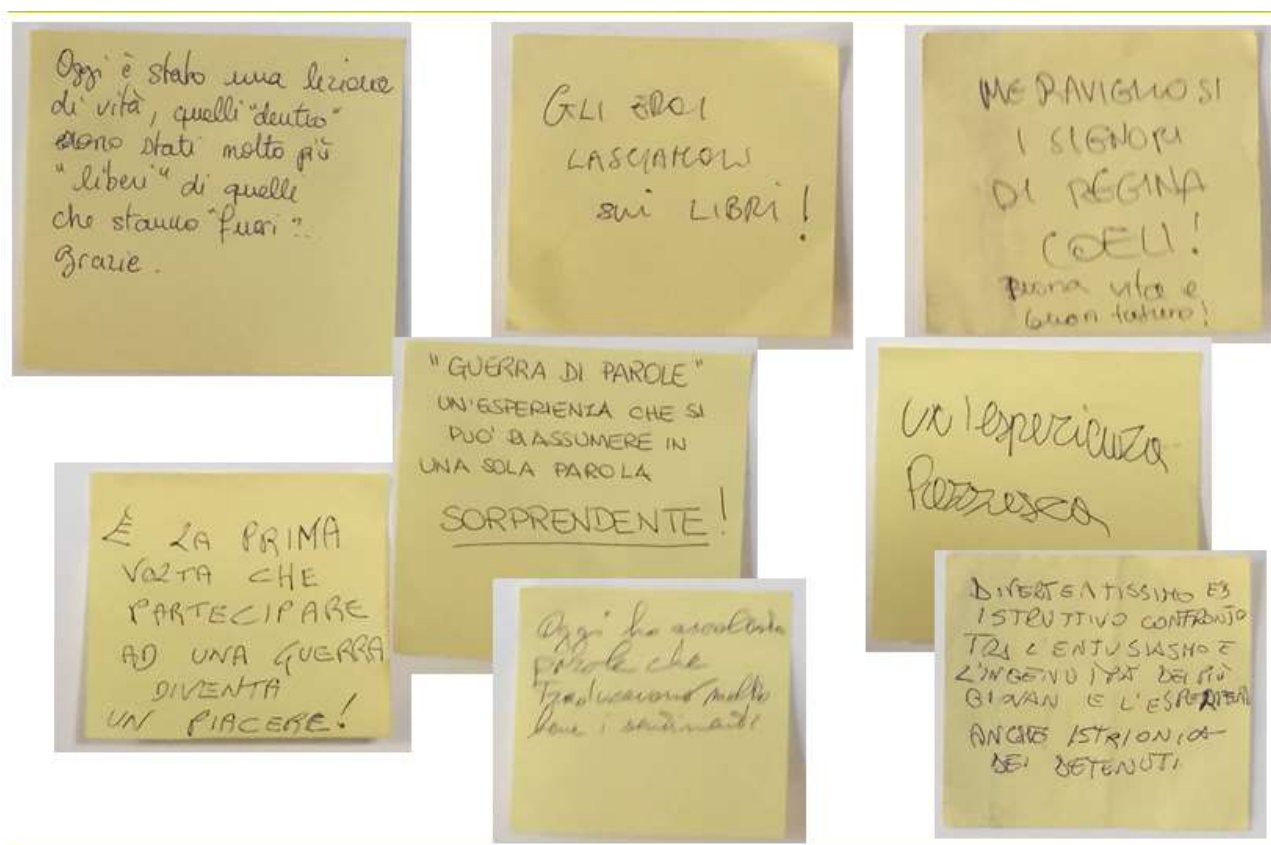 Oggi è stato una lezione
di vità, quelli "dentro"
sono stati molto più
"liberi" di quelle
che stanno "fuori"..
Grazie.
GLI EROI
LASCIAMOLI
SUI LIBRI!
MERAVIGLIOSI
I SIGNORI
DI REGINA
COELI!
Buona vita e
buon futuro!
"GUERRA DI PAROLE"
UN'ESPERIENZA CHE SI
PUO' RIASSUMERE IN
UNA SOLA PAROLA
SORPRENDENTE!
un'esperienza
Pazzesca
È LA PRIMA
VOLTA CHE
PARTECIPARE
AD UNA GUERRA
DIVENTA
UN PIACERE!
Oggi ho ascoltato
parole che
Traducevano molto
bene i sentimenti
DIVERTENTISSIMO ED
ISTRUTTIVO CONFRONTO
TRA L'ENTUSIASMO E
L'INGENUITÀ DEI PIÙ
GIOVANI E L'
ANCHE ISTRIONICA
DEI DETENUTI